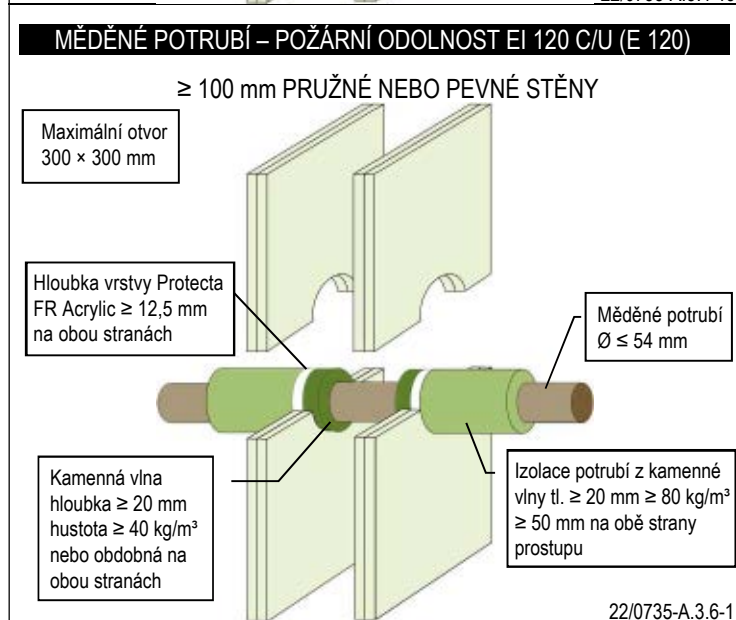 MĚDĚNÉ POTRUBÍ – POŽÁRNÍ ODOLNOST EI 120 C/U (E 120)
≥ 100 mm PRUŽNÉ NEBO PEVNÉ STĚNY
Maximální otvor
300 × 300 mm
Hloubka vrstvy Protecta
FR Acrylic ≥ 12,5 mm
na obou stranách
Měděné potrubí
Ø ≤ 54 mm
Kamenná vlna
hloubka ≥ 20 mm
hustota ≥ 40 kg/m³
nebo obdobná na
obou stranách
Izolace potrubí z kamenné
vlny tl. ≥ 20 mm ≥ 80 kg/m³
≥ 50 mm na obě strany
prostupu
22/0735-A.3.6-1